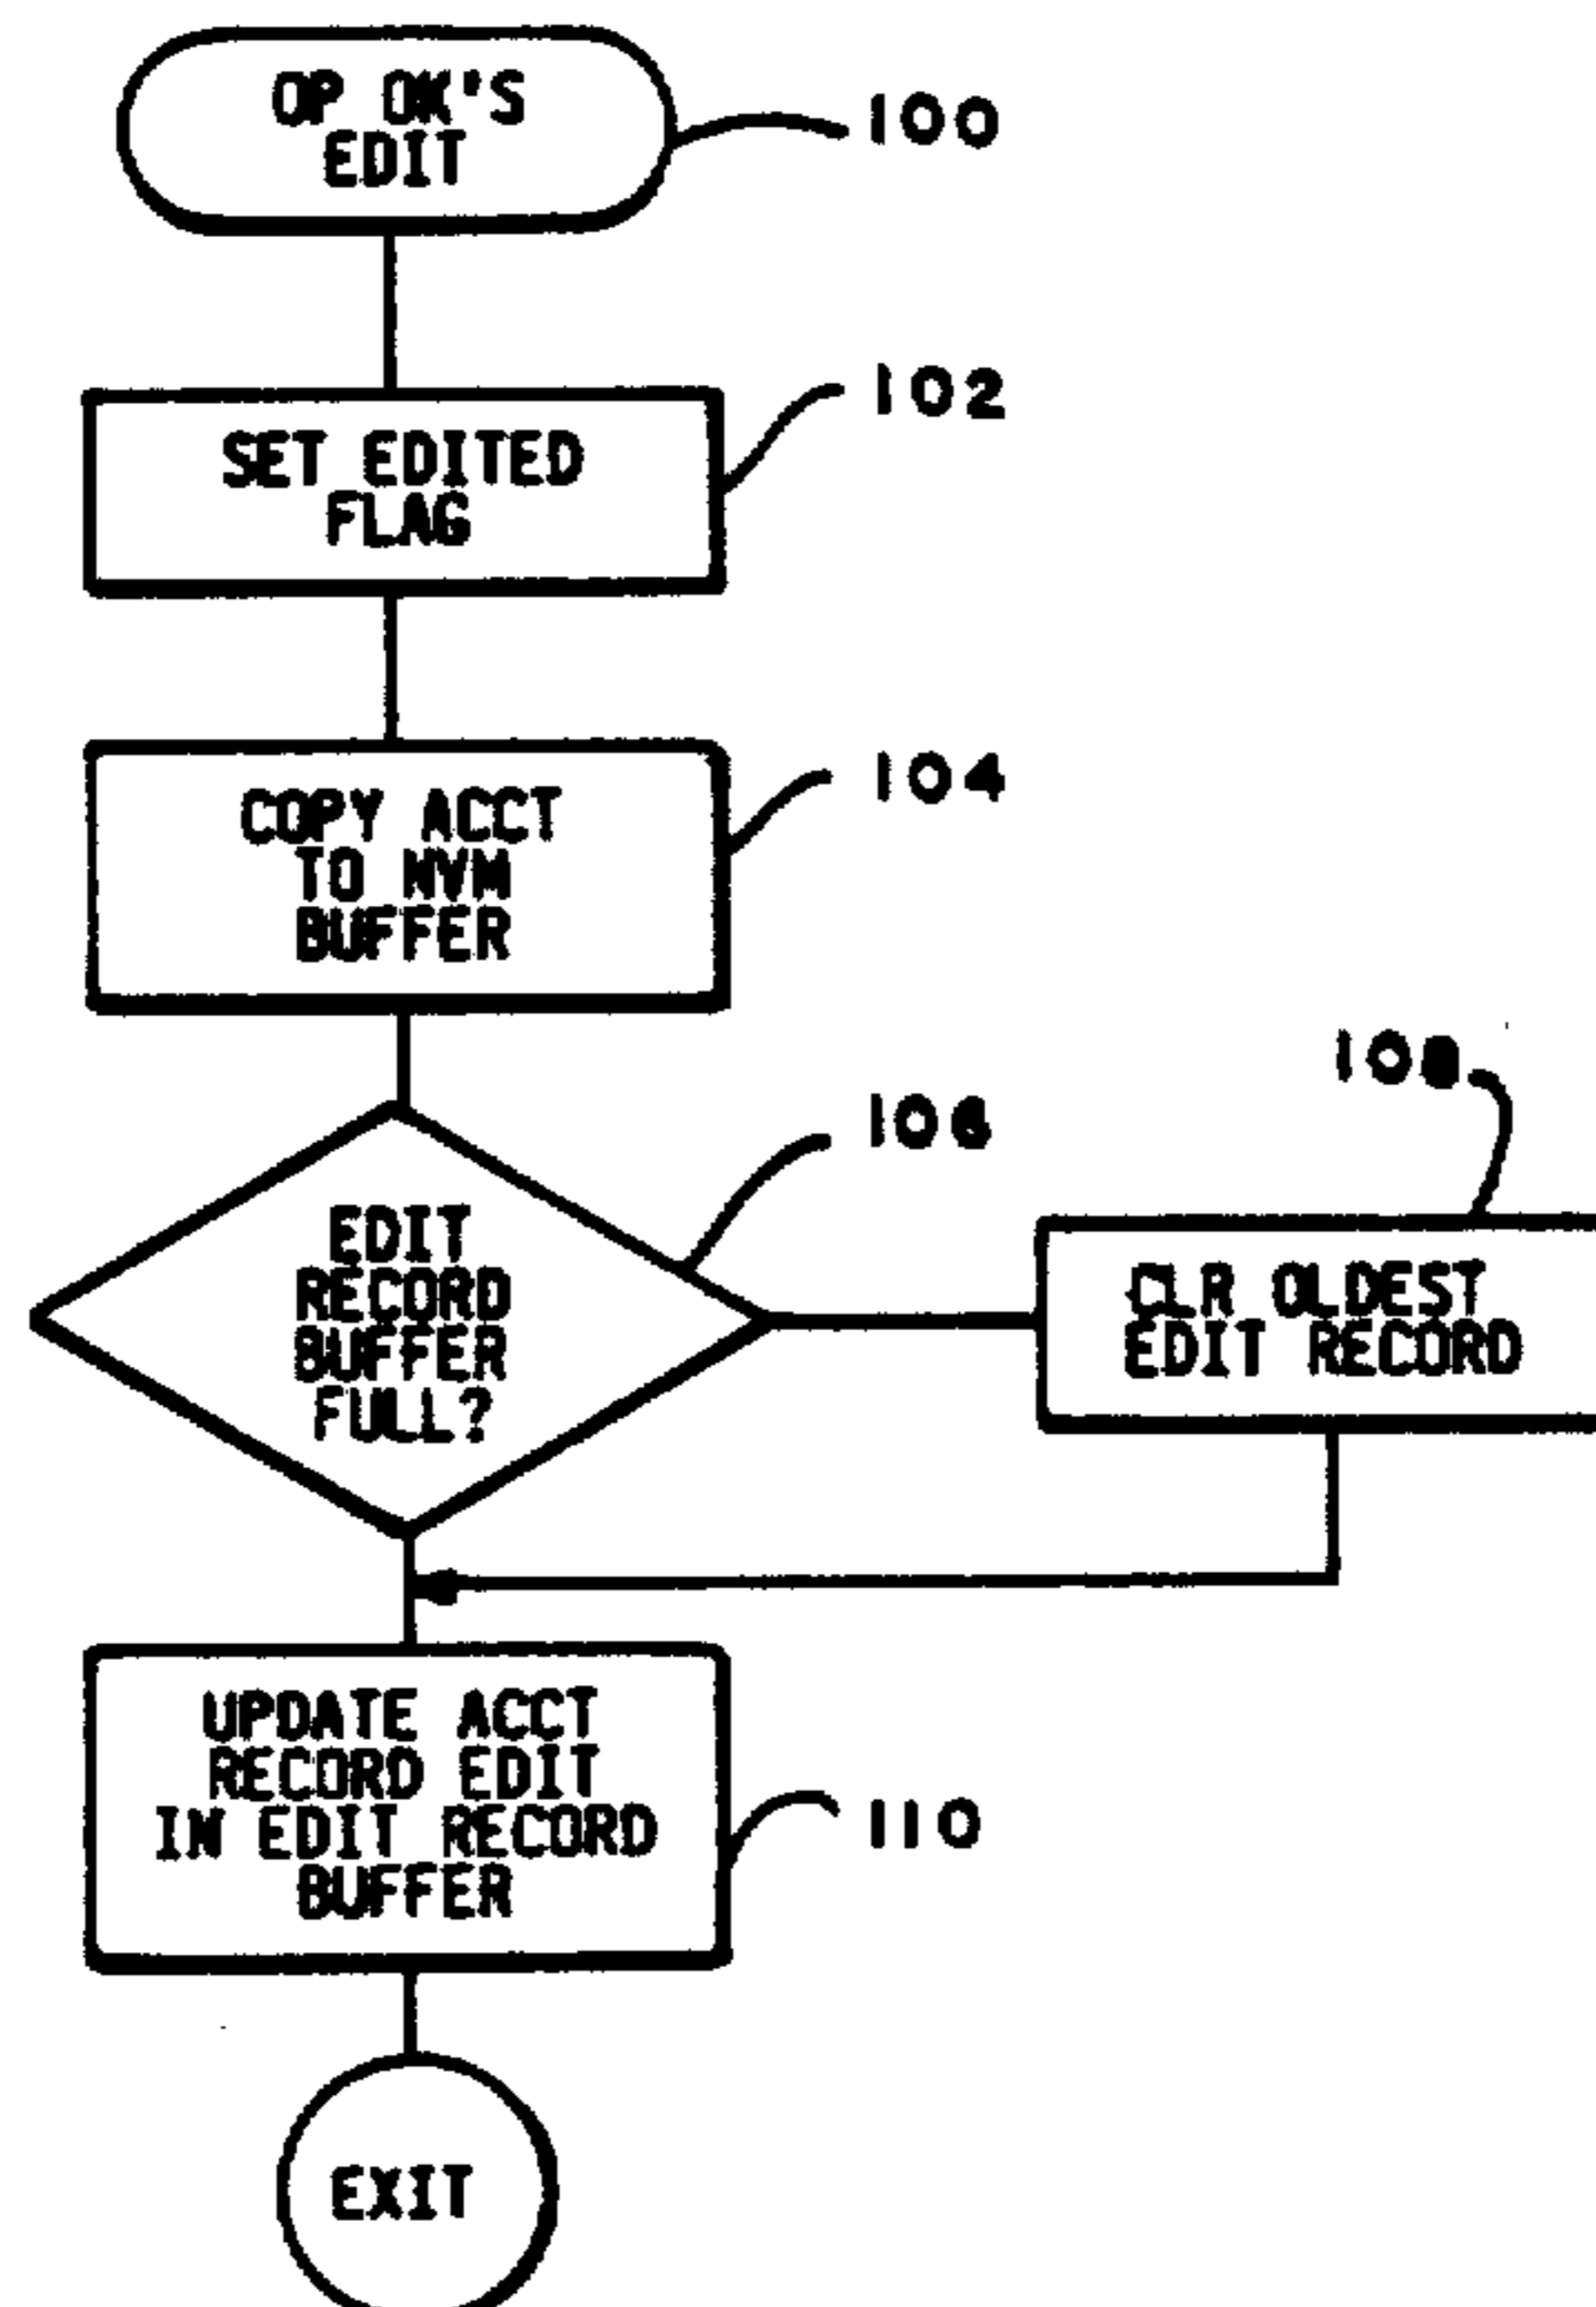 OP OK'S
EDIT
100
SET EDITED
FLAG
102
COPY ACCT
TO NVM
BUFFER
104
EDIT
RECORD
BUFFER
FULL?
106
108
CLR OLDEST
EDIT RECORD
UPDATE ACCT
RECORD EDIT
IN EDIT RECORD
BUFFER
110
EXIT